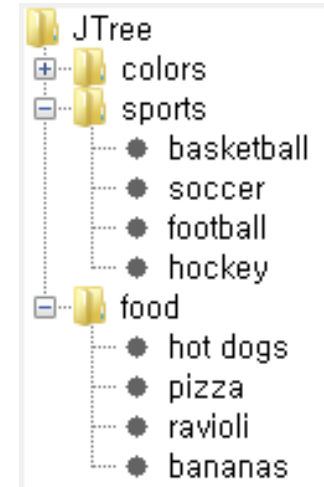 JTree
colors
sports
basketball
soccer
football
hockey
food
hot dogs
pizza
ravioli
bananas